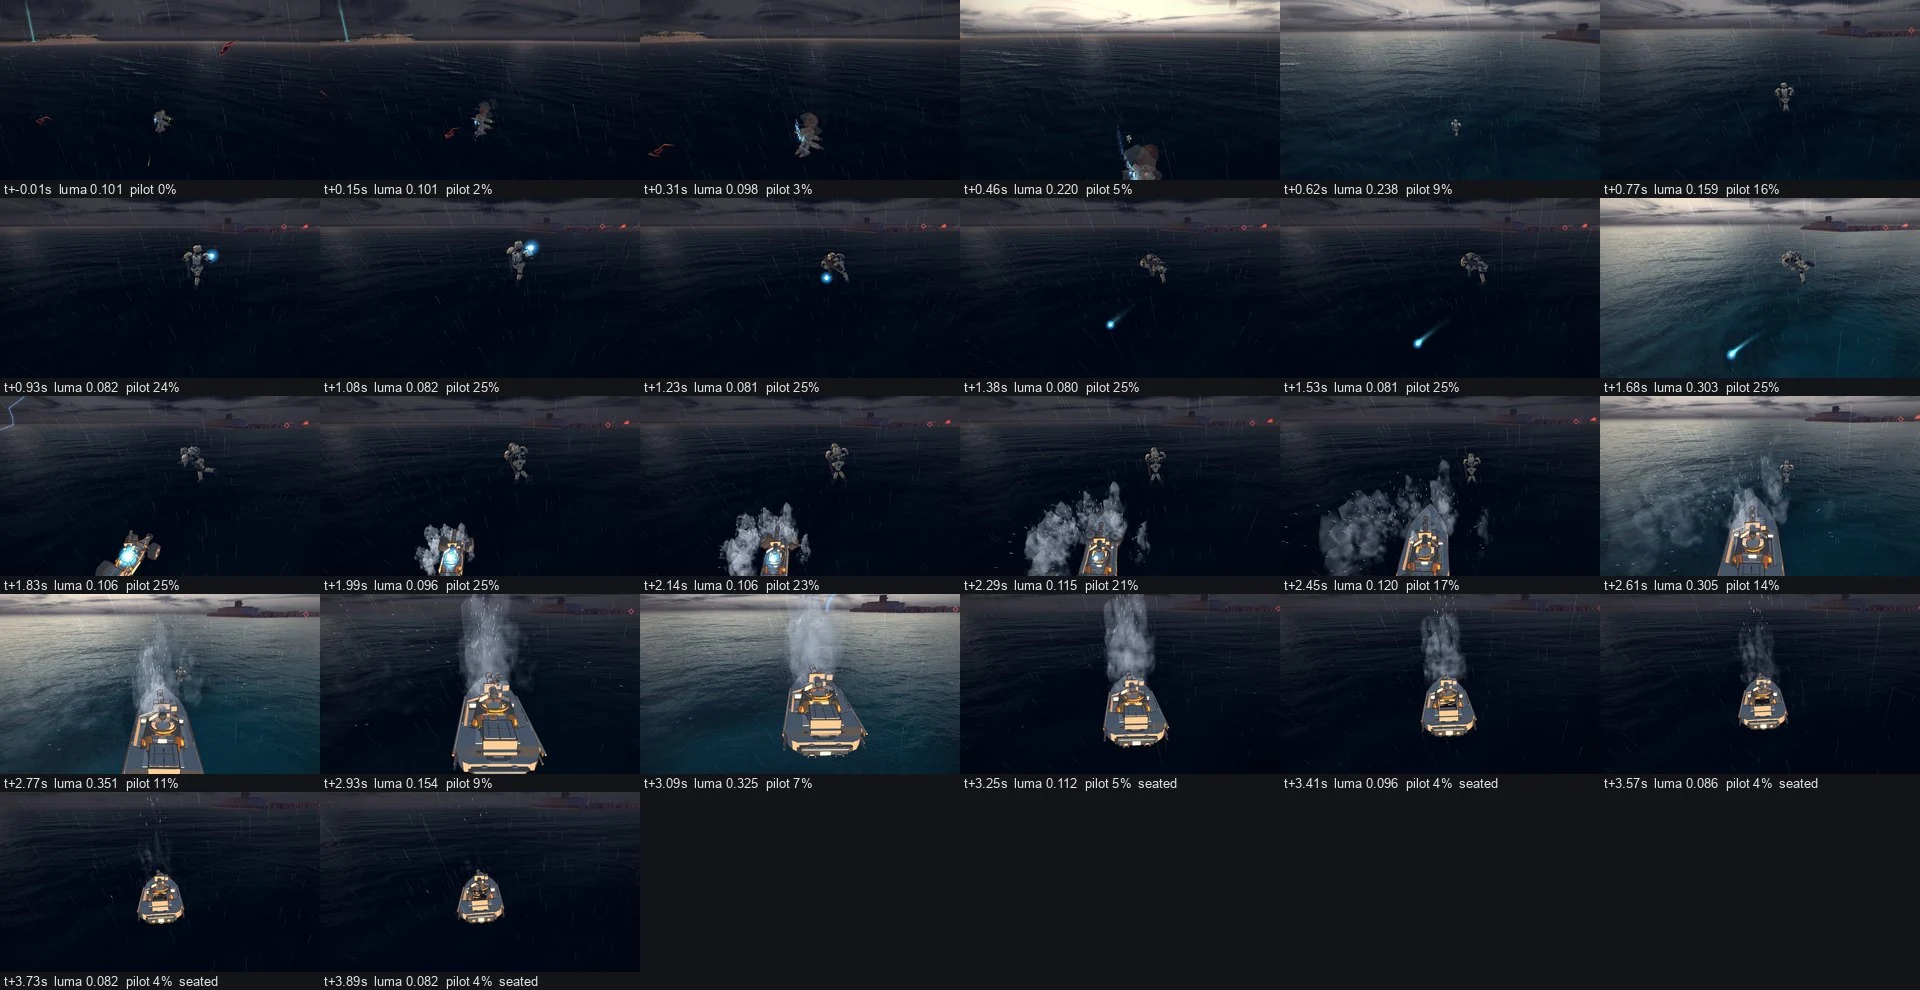 t+-0.01s luma 0.101 pilot 0%
t+0.15s luma 0.101 pilot 2%
t+0.31s luma 0.098 pilot 3%
t+0.46s luma 0.220 pilot 5%
t+0.62s luma 0.238 pilot 9%
t+0.77s luma 0.159 pilot 16%
t+0.93s luma 0.082 pilot 24%
t+1.08s luma 0.082 pilot 25%
t+1.23s luma 0.081 pilot 25%
t+1.38s luma 0.080 pilot 25%
t+1.53s luma 0.081 pilot 25%
t+1.68s luma 0.303 pilot 25%
t+1.83s luma 0.106 pilot 25%
t+1.99s luma 0.096 pilot 25%
t+2.14s luma 0.106 pilot 23%
t+2.29s luma 0.115 pilot 21%
t+2.45s luma 0.120 pilot 17%
t+2.61s luma 0.305 pilot 14%
t+2.77s luma 0.351 pilot 11%
t+2.93s luma 0.154 pilot 9%
t+3.09s luma 0.325 pilot 7%
t+3.25s luma 0.112 pilot 5% seated
t+3.41s luma 0.096 pilot 4% seated
t+3.57s luma 0.086 pilot 4% seated
t+3.73s luma 0.082 pilot 4% seated
t+3.89s luma 0.082 pilot 4% seated